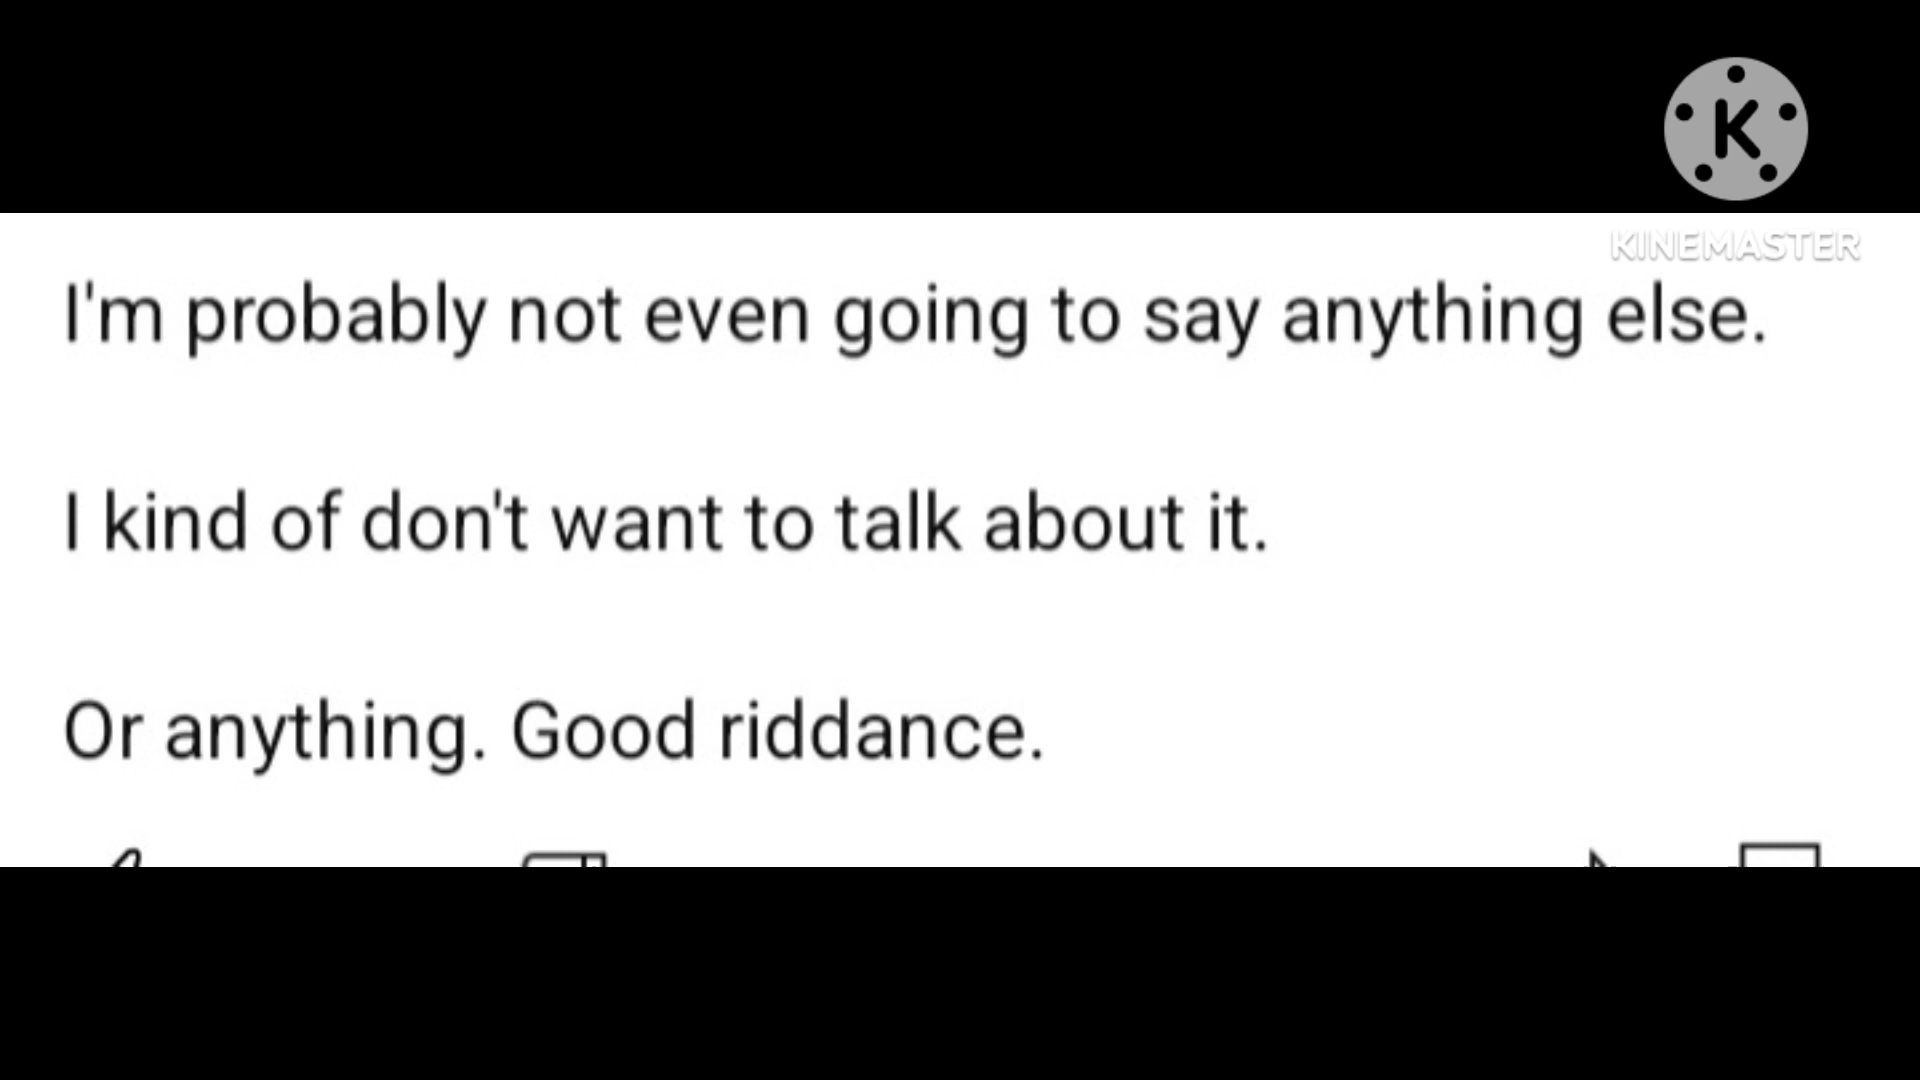 K
KINEMASTER
I'm probably not even going to say anything else.
I kind of don't want to talk about it.
Or anything. Good riddance.